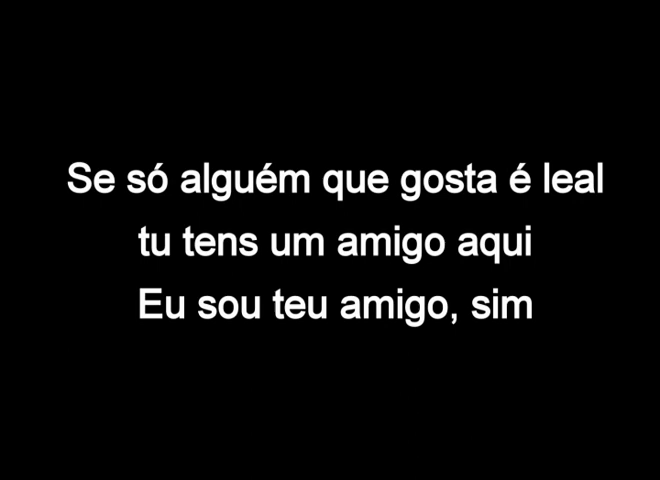 Se só alguém que gosta é leal
tu tens um amigo aqui
Eu sou teu amigo, sim